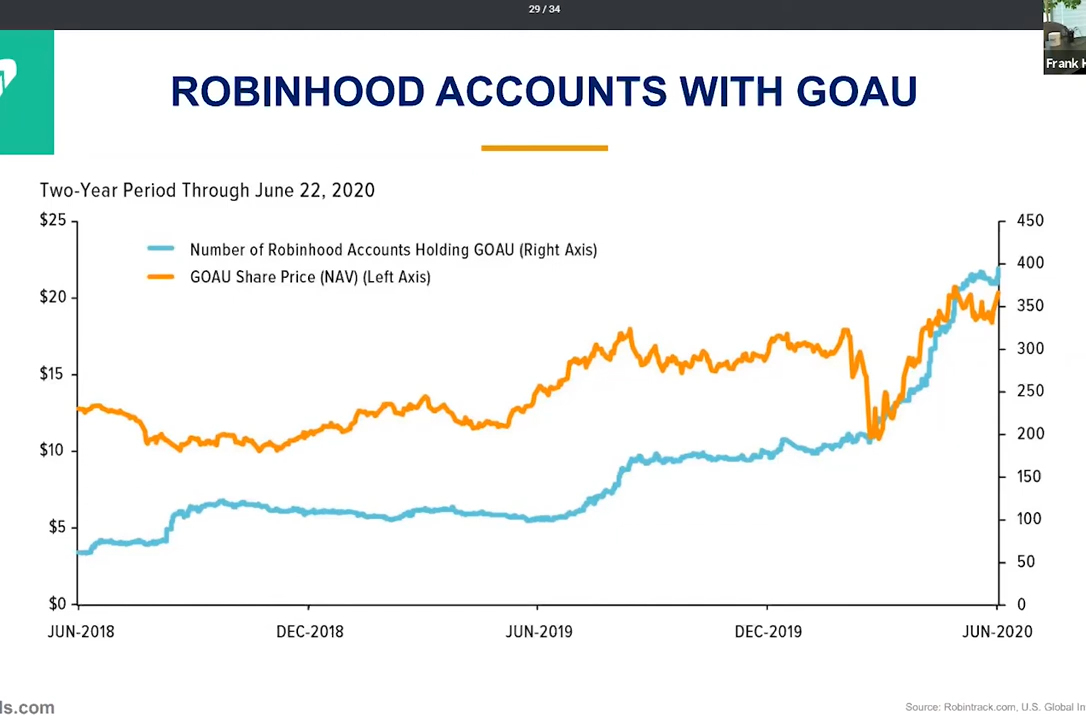 29 / 34
Frank
ROBINHOOD ACCOUNTS WITH GOAU
Two-Year Period Through June 22, 2020
$25
$20
$15
$10
$5
$0
450
400
350
300
250
200
150
100
50
0
Number of Robinhood Accounts Holding GOAU (Right Axis)
GOAU Share Price (NAV) (Left Axis)
JUN-2018
DEC-2018
JUN-2019
DEC-2019
JUN-2020
ls.com
Source: Robintrack.com, U.S. Global